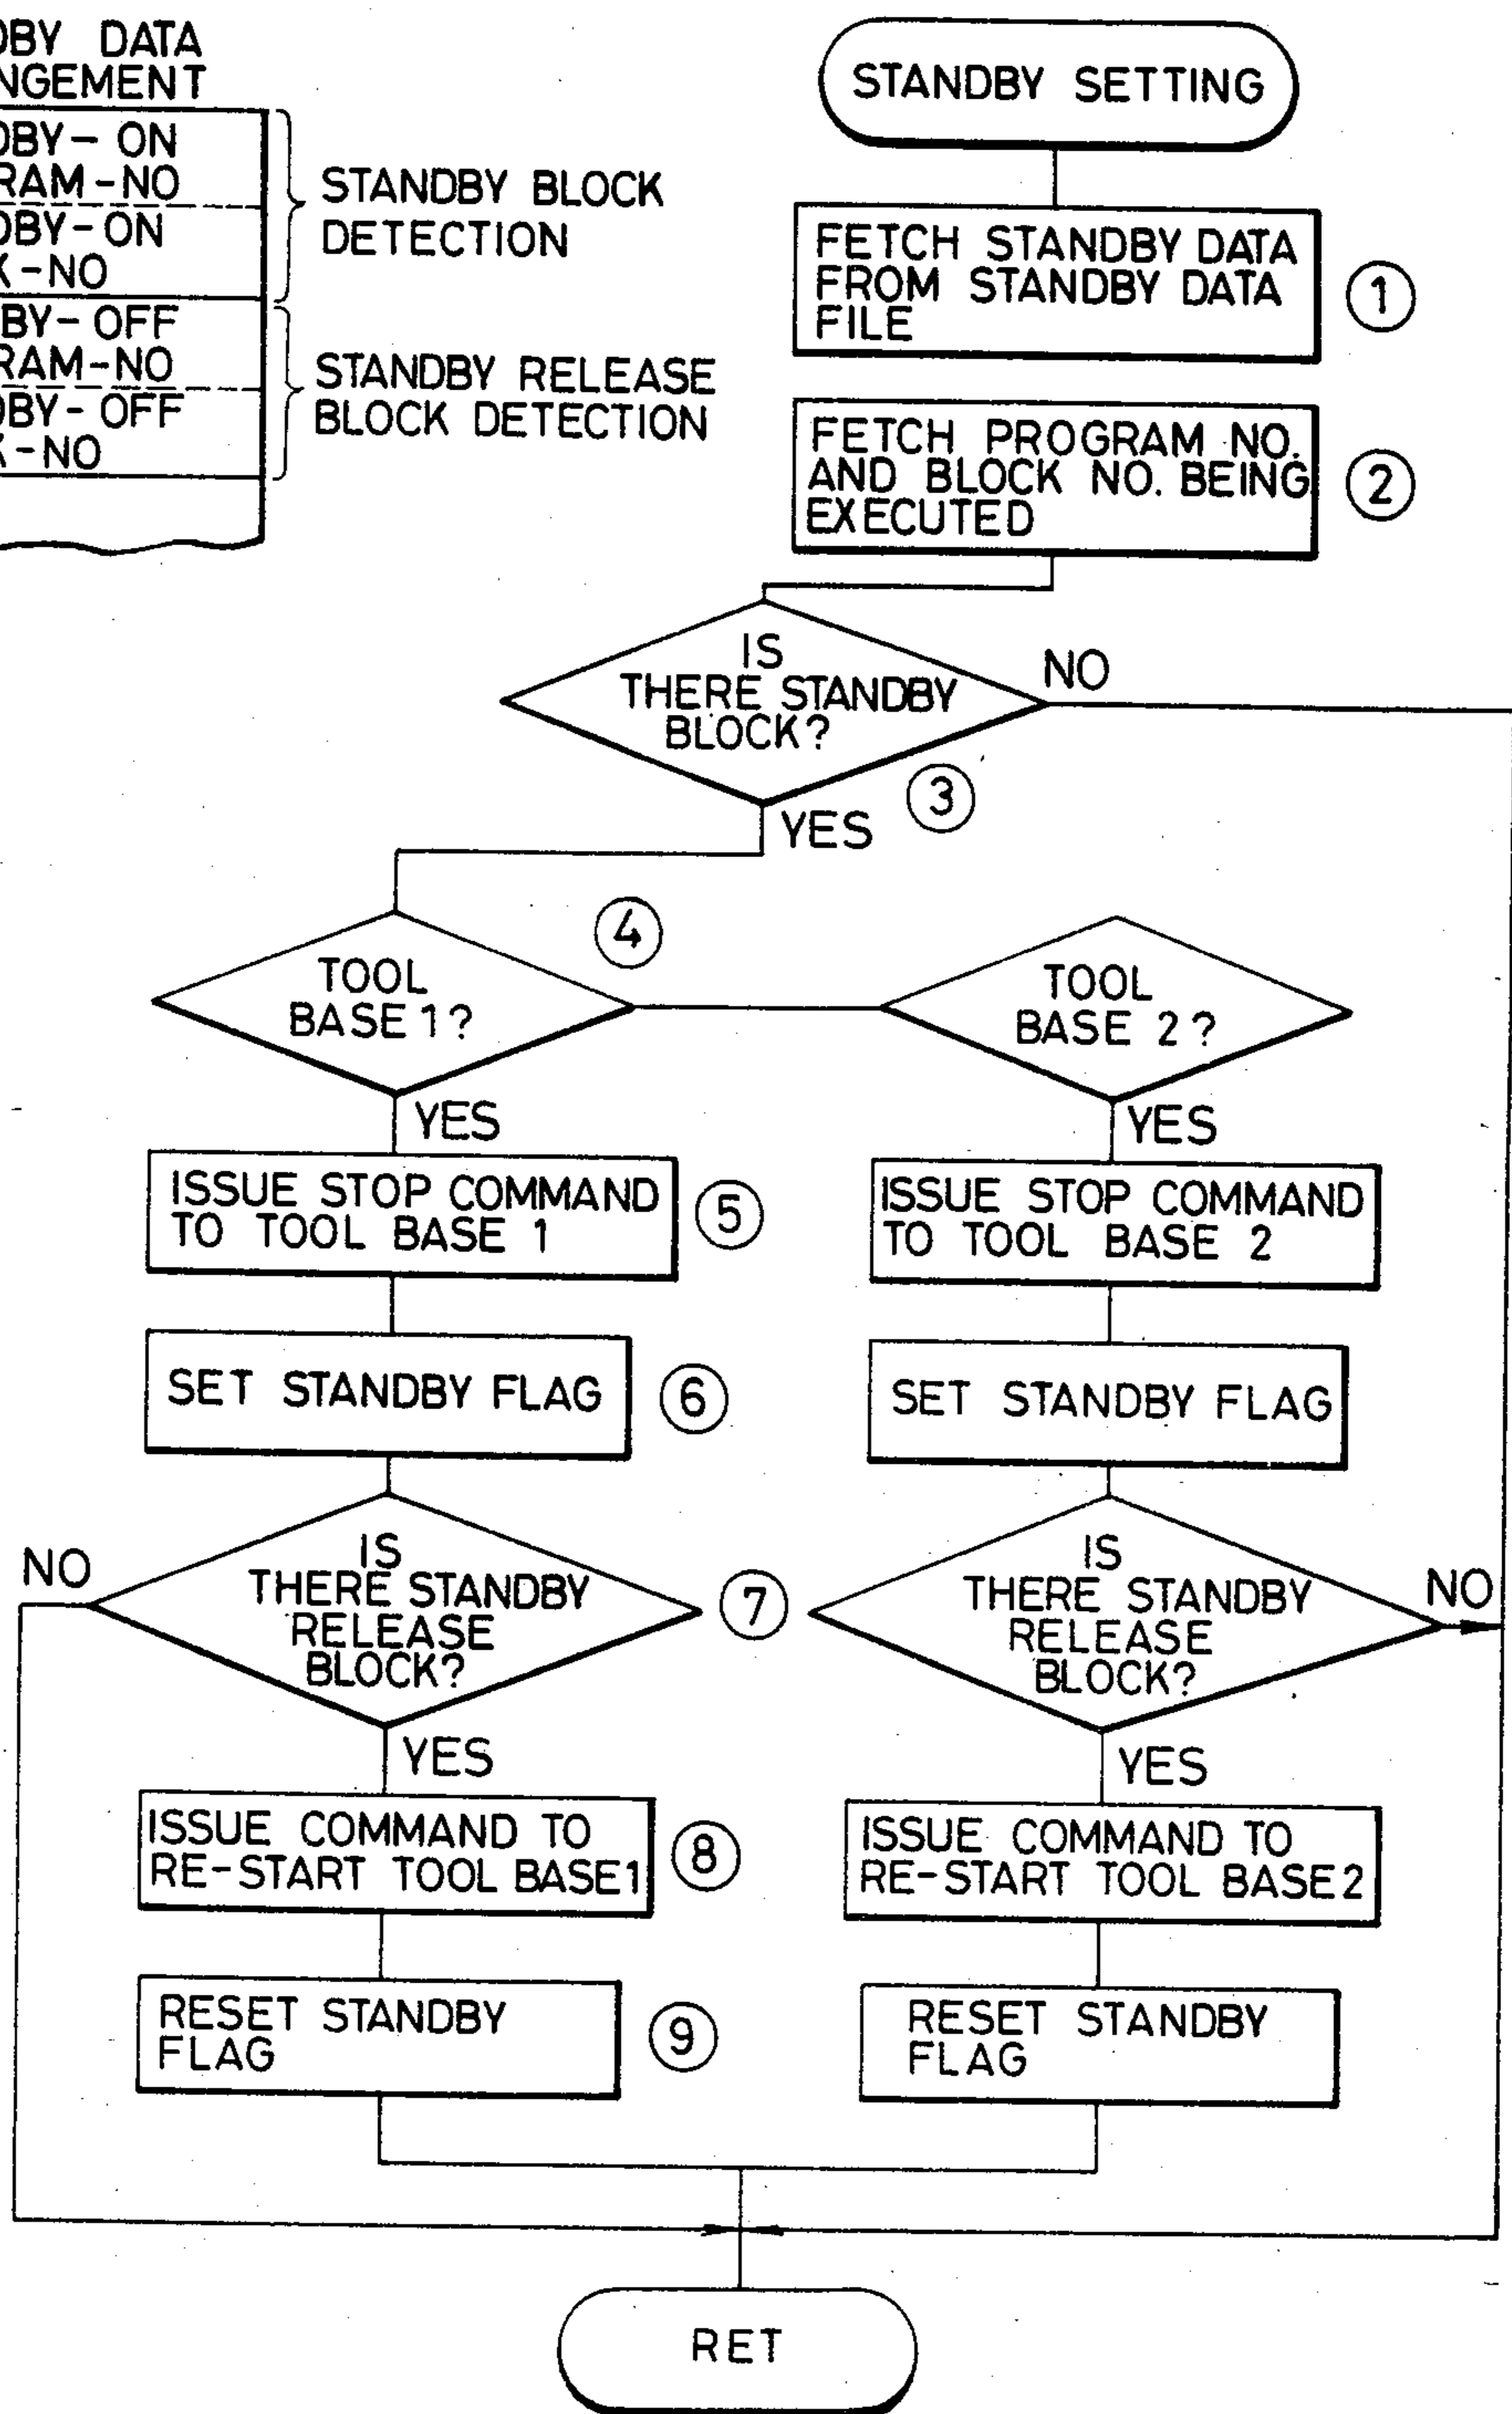 DBY DATA
NGEMENT
DBY-ON
RAM-NO
DBY-ON
K-NO
BY-OFF
RAM-NO
DBY-OFF
K-NO
STANDBY BLOCK
DETECTION
STANDBY RELEASE
BLOCK DETECTION
STANDBY SETTING
FETCH STANDBY DATA
FROM STANDBY DATA
FILE
1
FETCH PROGRAM NO.
AND BLOCK NO. BEING
EXECUTED
2
IS
THERE STANDBY
BLOCK?
NO
3
YES
4
TOOL
BASE 1?
TOOL
BASE 2?
YES
YES
ISSUE STOP COMMAND
TO TOOL BASE 1
5
ISSUE STOP COMMAND
TO TOOL BASE 2
SET STANDBY FLAG
6
SET STANDBY FLAG
NO
IS
THERE STANDBY
RELEASE
BLOCK?
7
IS
THERE STANDBY
RELEASE
BLOCK?
NO
YES
YES
ISSUE COMMAND TO
RE-START TOOL BASE1
8
ISSUE COMMAND TO
RE-START TOOL BASE2
RESET STANDBY
FLAG
9
RESET STANDBY
FLAG
RET